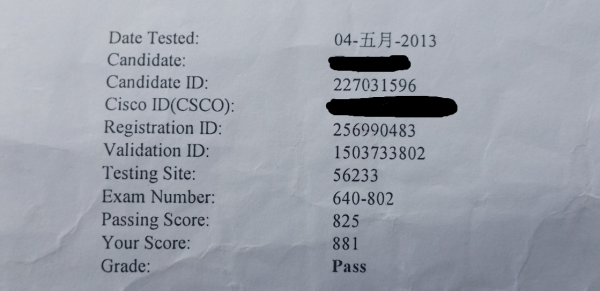 Date Tested: 04-五月-2013
Candidate:
Candidate ID: 227031596
Cisco ID(CSCO):
Registration ID: 256990483
Validation ID: 1503733802
Testing Site: 56233
Exam Number: 640-802
Passing Score: 825
Your Score: 881
Grade: Pass